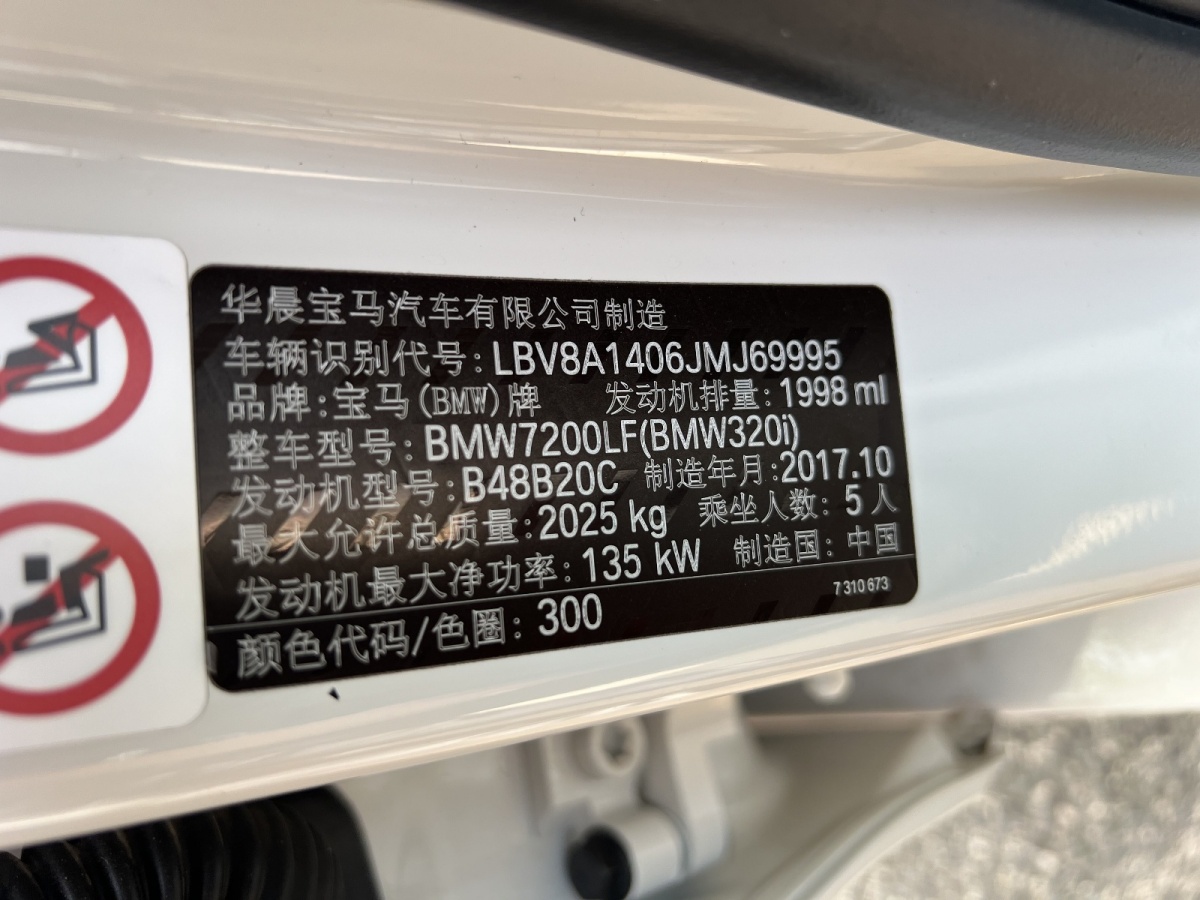 华晨宝马汽车有限公司制造
车辆识别代号: LBV8A1406JMJ69995
品牌:宝马(BMW)牌 发动机排量: 1998 ml
整车型号: BMW7200LF(BMW320i)
发动机型号: B48B20C 制造年月: 2017.10
最大允许总质量: 2025 kg 乘坐人数: 5 人
发动机最大净功率: 135 kW 制造国: 中国
7 310 673
颜色代码/色圈: 300